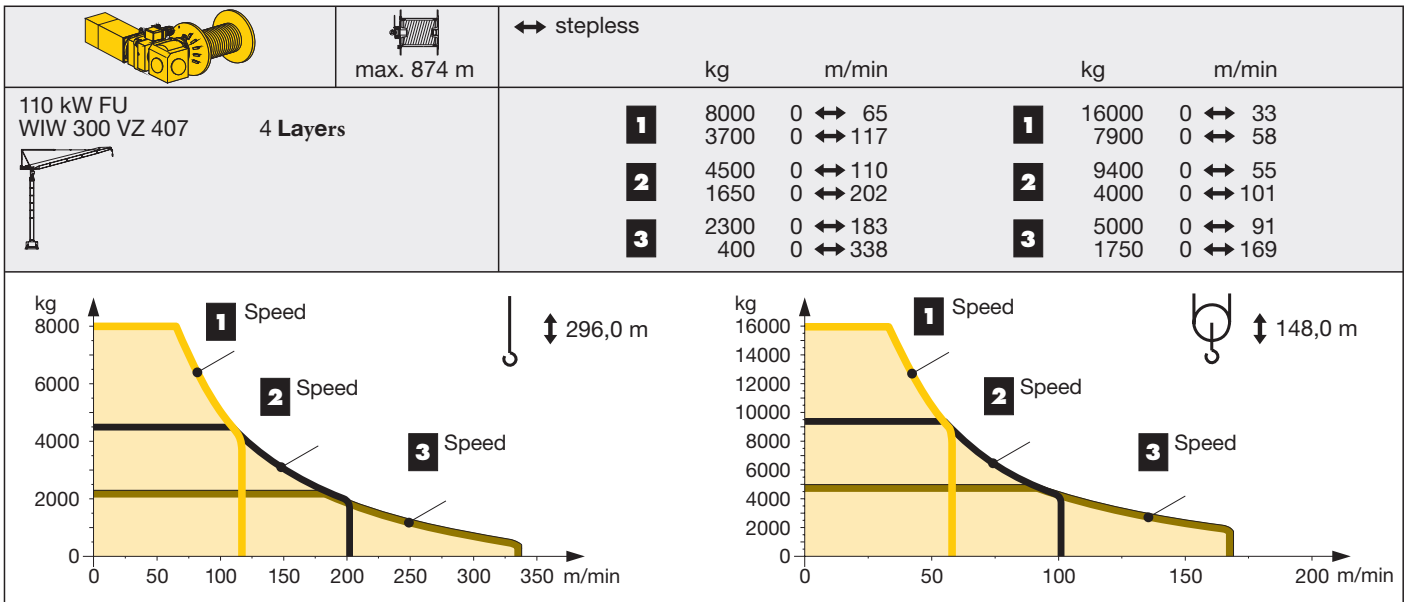 max. 874 m
↔ stepless
kg m/min kg m/min
110 kW FU
WIW 300 VZ 407 4 Layers
1 8000 0 ↔ 65 1 16000 0 ↔ 33
3700 0 ↔ 117 7900 0 ↔ 58
2 4500 0 ↔ 110 2 9400 0 ↔ 55
1650 0 ↔ 202 4000 0 ↔ 101
3 2300 0 ↔ 183 3 5000 0 ↔ 91
400 0 ↔ 338 1750 0 ↔ 169
kg
8000
6000
4000
2000
0
1 Speed
2 Speed
3 Speed
↕ 296,0 m
0 50 100 150 200 250 300 350 m/min
kg
16000
14000
12000
10000
8000
6000
4000
2000
0
1 Speed
2 Speed
3 Speed
↕ 148,0 m
0 50 100 150 200 m/min